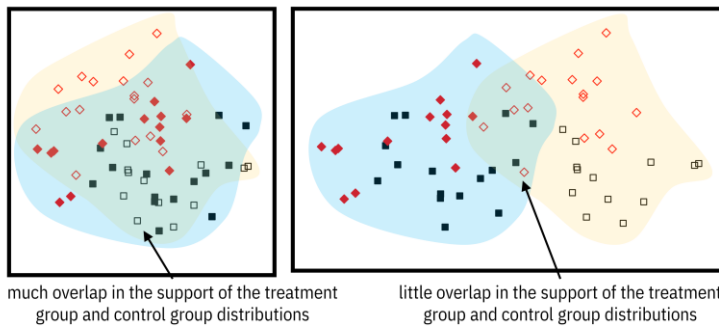 much overlap in the support of the treatment
group and control group distributions
little overlap in the support of the treatment
group and control group distributions